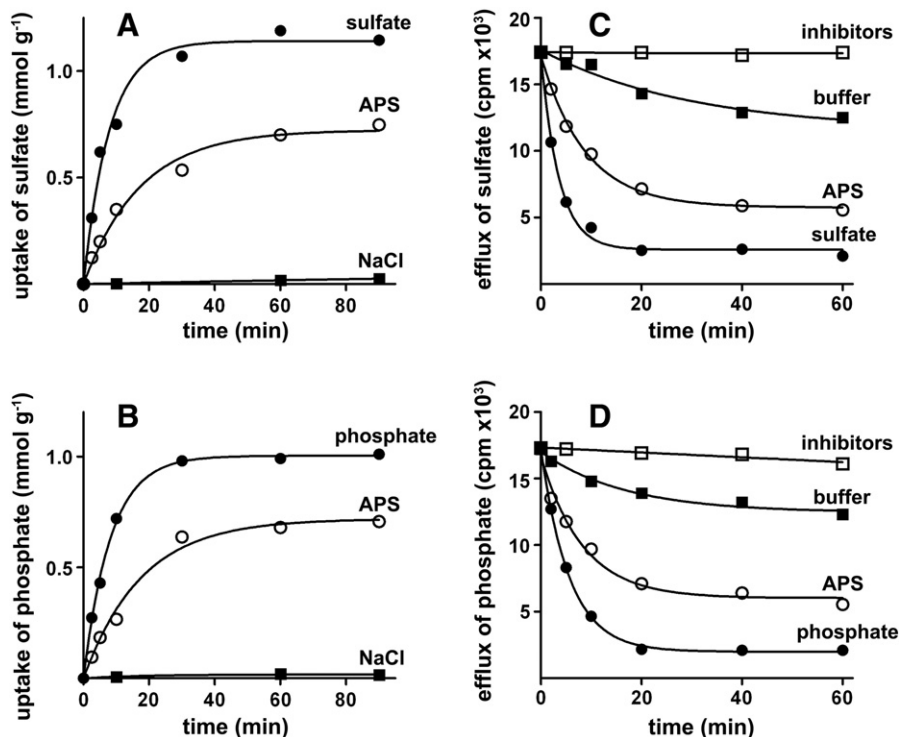 A
sulfate
APS
NaCl
uptake of sulfate (mmol g⁻¹)
1.0
0.5
0 20 40 60 80
time (min)
C
inhibitors
buffer
APS
sulfate
efflux of sulfate (cpm x10³)
20
15
10
5
0 20 40 60
time (min)
B
phosphate
APS
NaCl
uptake of phosphate (mmol g⁻¹)
1.0
0.5
0 20 40 60 80
time (min)
D
inhibitors
buffer
APS
phosphate
efflux of phosphate (cpm x10³)
20
15
10
5
0 20 40 60
time (min)